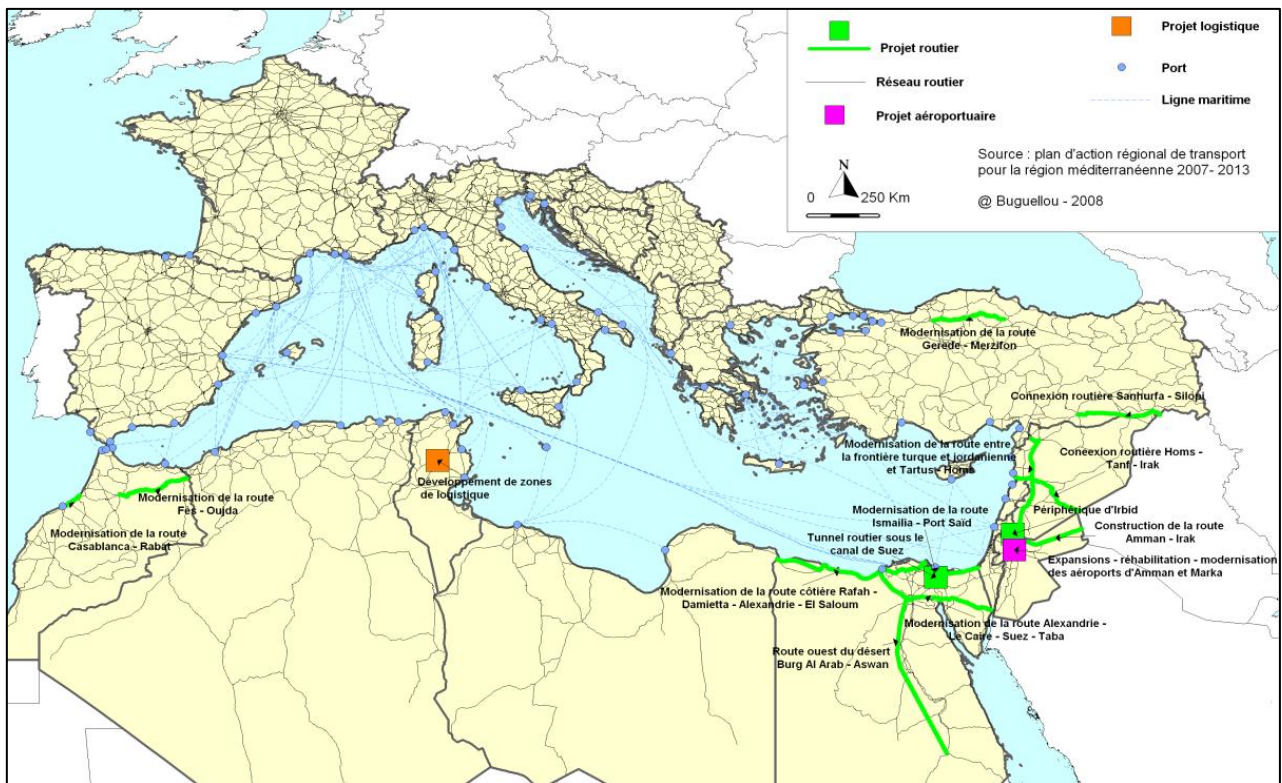 Projet routier
Réseau routier
Projet aéroportuaire
Projet logistique
Port
Ligne maritime
N
0 250 Km
Source : plan d'action régional de transport
pour la région méditerranéenne 2007- 2013
@ Buguellou - 2008
Modernisation de la route
Gerede - Merzifon
Connexion routière Sanhurfa - Silopi
Modernisation de la route entre
la frontière turque et jordanienne
et Tartus - Homs
Conéexion routière Homs -
Tanf - Irak
Développement de zones
de logistique
Modernisation de la route
Fès - Oujda
Modernisation de la route
Casablanca - Rabat
Modernisation de la route
Ismailia - Port Saïd
Tunnel routier sous le
canal de Suez
Périphérique d'Irbid
Construction de la route
Amman - Irak
Expansions - réhabilitation - modernisation
des aéroports d'Amman et Marka
Modernisation de la route côtière Rafah -
Damietta - Alexandrie - El Saloum
Modernisation de la route Alexandrie -
Le Caire - Suez - Taba
Route ouest du désert
Burg Al Arab - Aswan